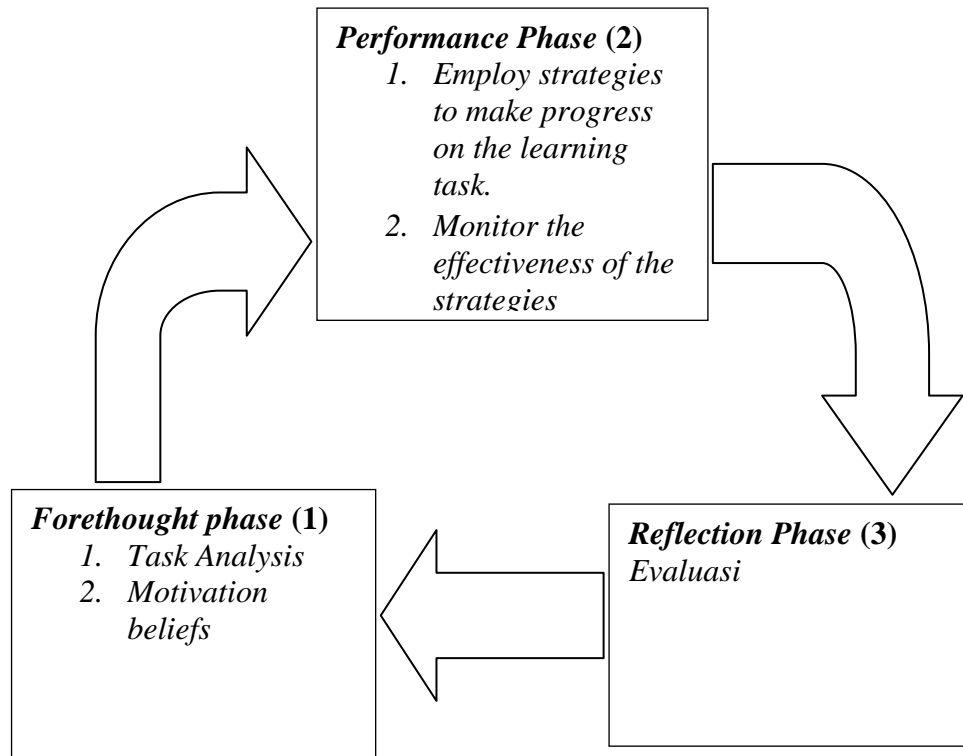 Performance Phase (2)
1. Employ strategies
to make progress
on the learning
task.
2. Monitor the
effectiveness of the
strategies
Forethought phase (1)
1. Task Analysis
2. Motivation
beliefs
Reflection Phase (3)
Evaluasi